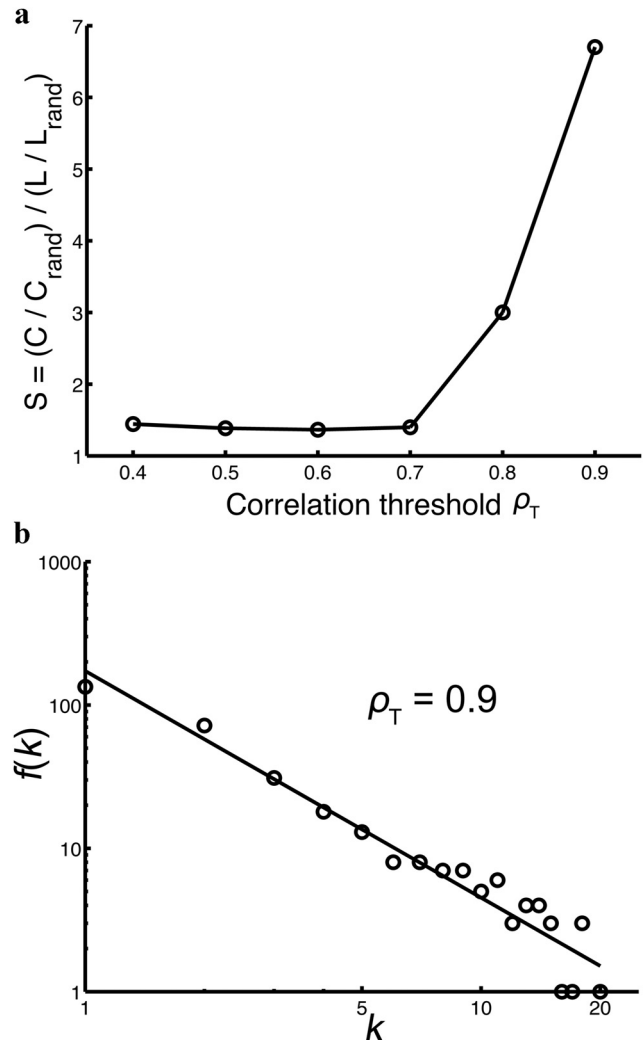 a
7
6
5
4
3
2
1
S = (C / C_rand) / (L / L_rand)
0.4 0.5 0.6 0.7 0.8 0.9
Correlation threshold ρ_T
b
1000
100
10
1
f(k)
ρ_T = 0.9
1 5 10 20
k